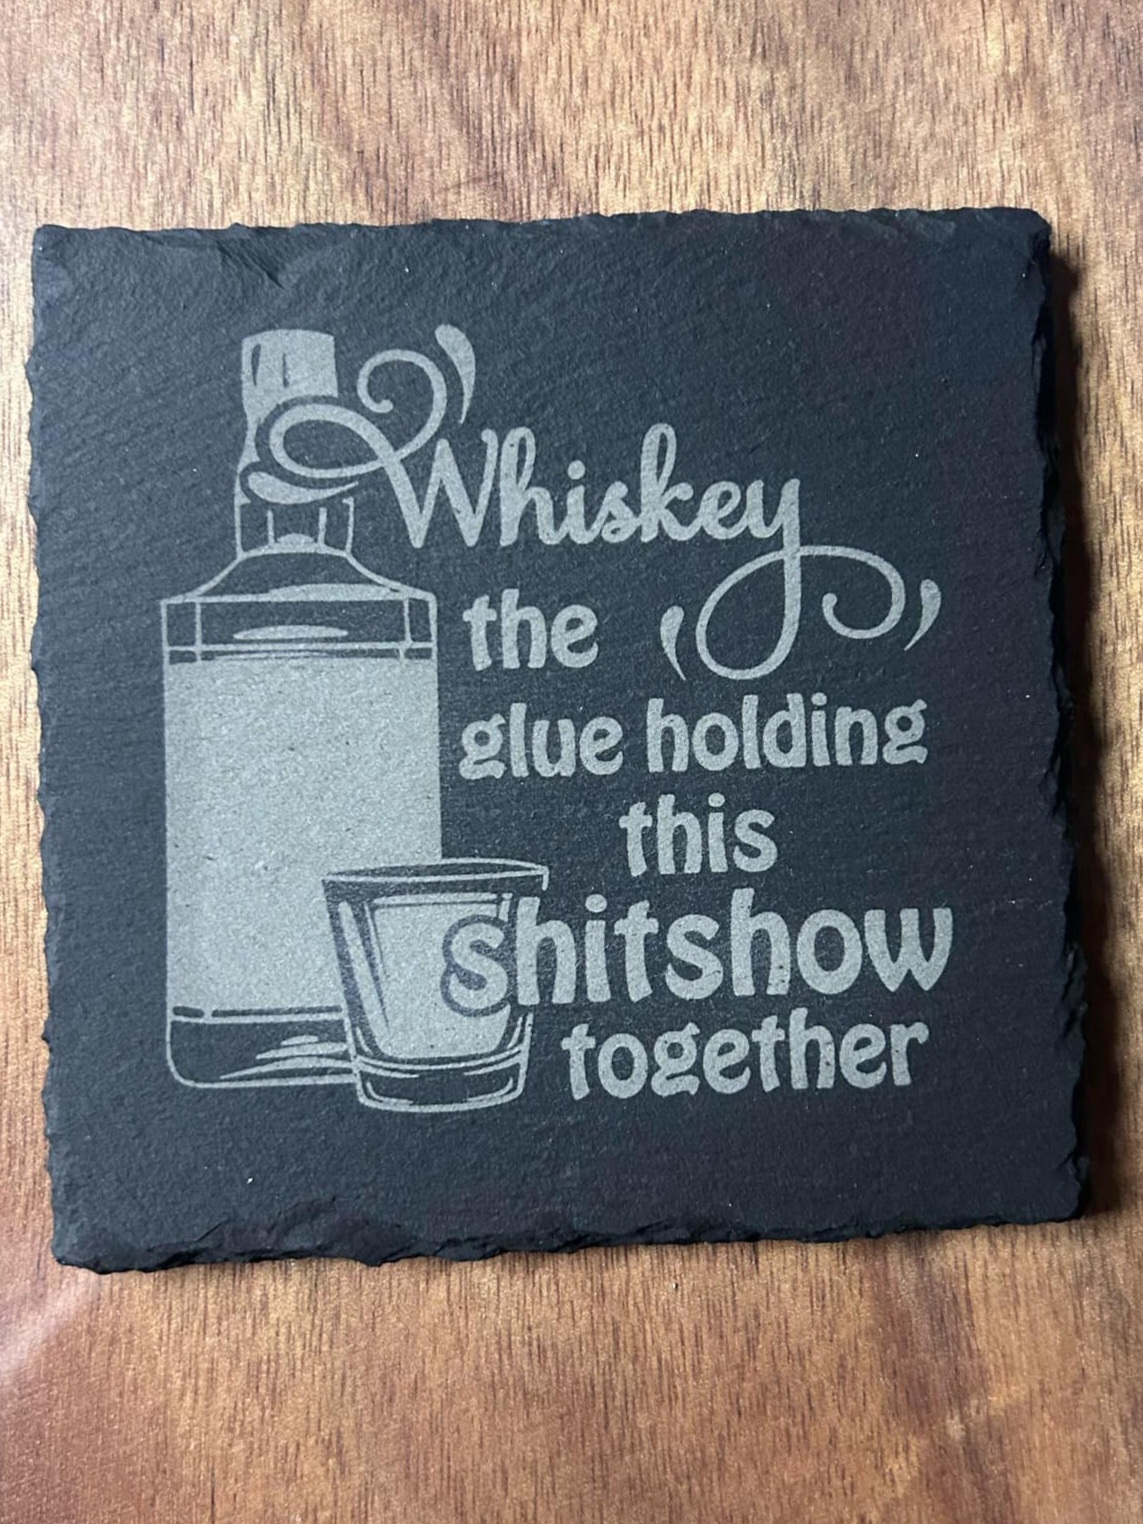 Whiskey
the
glue holding
this
shitshow
together